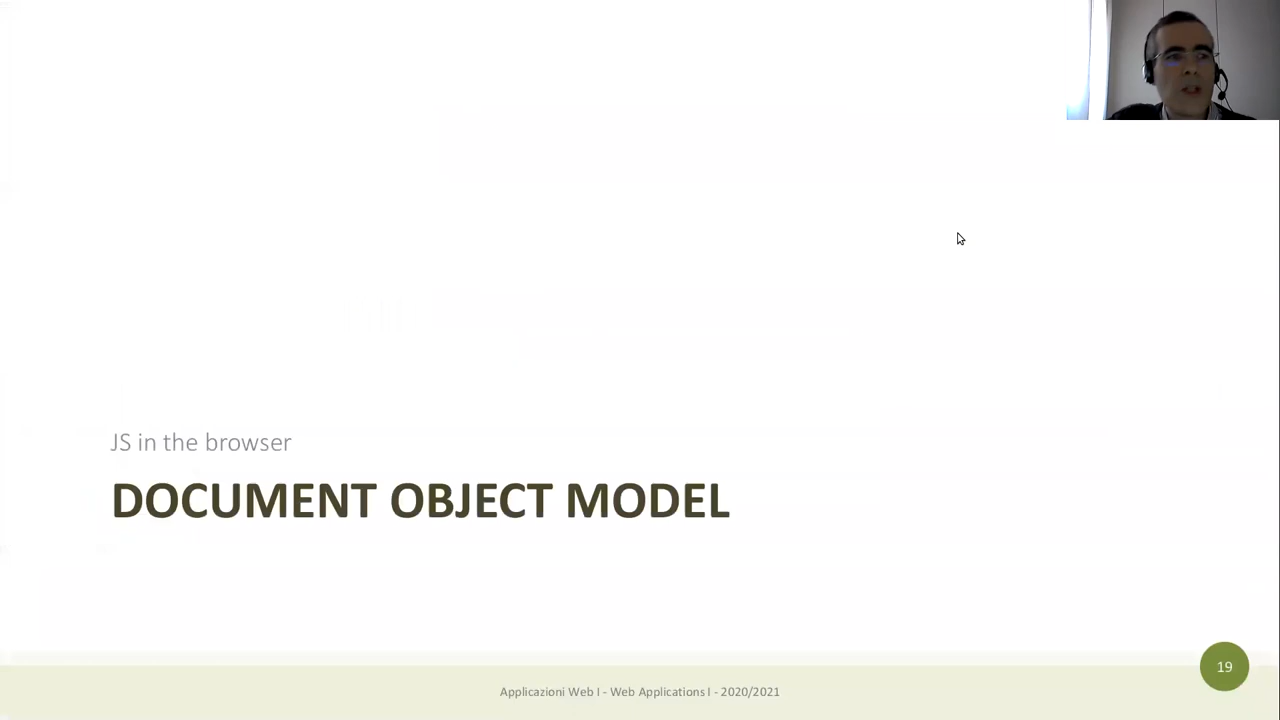 JS in the browser
DOCUMENT OBJECT MODEL
19
Applicazioni Web I - Web Applications I - 2020/2021